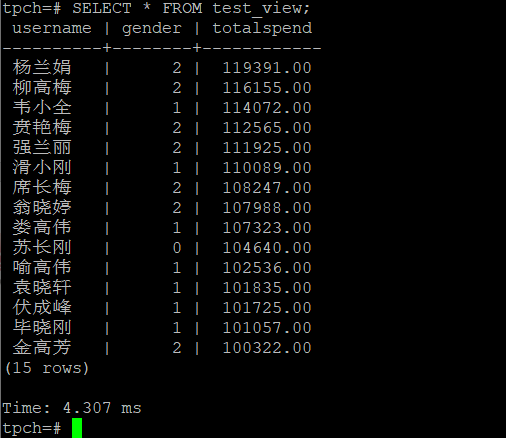 tpch=# SELECT * FROM test_view;
 username | gender | totalspend
----------+--------+------------
 杨兰娟   |      2 |  119391.00
 柳高梅   |      2 |  116155.00
 韦小全   |      1 |  114072.00
 贲艳梅   |      2 |  112565.00
 强兰丽   |      2 |  111925.00
 滑小刚   |      1 |  110089.00
 席长梅   |      2 |  108247.00
 翁晓婷   |      2 |  107988.00
 娄高伟   |      1 |  107323.00
 苏长刚   |      0 |  104640.00
 喻高伟   |      1 |  102536.00
 袁晓轩   |      1 |  101835.00
 伏成峰   |      1 |  101725.00
 毕晓刚   |      1 |  101057.00
 金高芳   |      2 |  100322.00
(15 rows)
Time: 4.307 ms
tpch=#